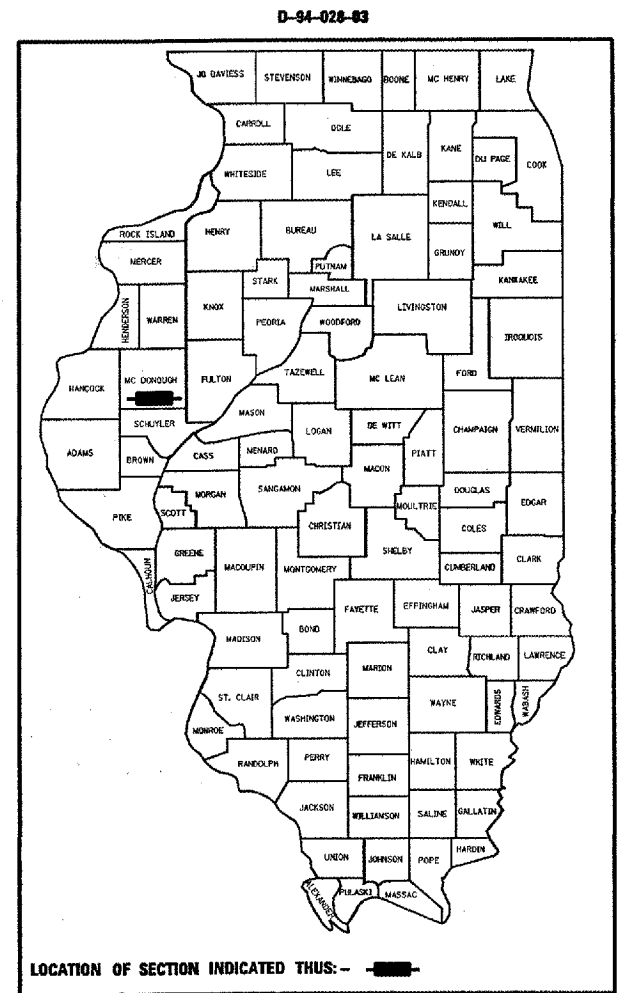 D-94-028-03
JO DAVIESS STEVENSON WINNEBAGO BOONE MC HENRY LAKE
CARROLL OGLE
DE KALB KANE DU PAGE COOK
WHITESIDE LEE
KENDALL
ROCK ISLAND HENRY BUREAU LA SALLE WILL
GRUNDY
MERCER PUTNAM
STARK MARSHALL KANKAKEE
HENDERSON WARREN KNOX PEORIA WOODFORD LIVINGSTON IROQUOIS
HANCOCK MC DONOUGH FULTON TAZEWELL MC LEAN FORD
MASON
SCHUYLER LOGAN DE WITT CHAMPAIGN VERMILION
ADAMS BROWN CASS MENARD MACON PIATT
MORGAN SANGAMON DOUGLAS EDGAR
PIKE SCOTT CHRISTIAN MOULTRIE COLES
GREENE MACOUPIN MONTGOMERY SHELBY CUMBERLAND CLARK
CALHOUN JERSEY
FAYETTE EFFINGHAM JASPER CRAWFORD
MADISON BOND
CLAY RICHLAND LAWRENCE
CLINTON MARION
ST. CLAIR WAYNE EDWARDS WABASH
WASHINGTON JEFFERSON
MONROE
RANDOLPH PERRY HAMILTON WHITE
FRANKLIN
JACKSON WILLIAMSON SALINE GALLATIN
UNION JOHNSON POPE HARDIN
ALEXANDER PULASKI MASSAC
LOCATION OF SECTION INDICATED THUS:-